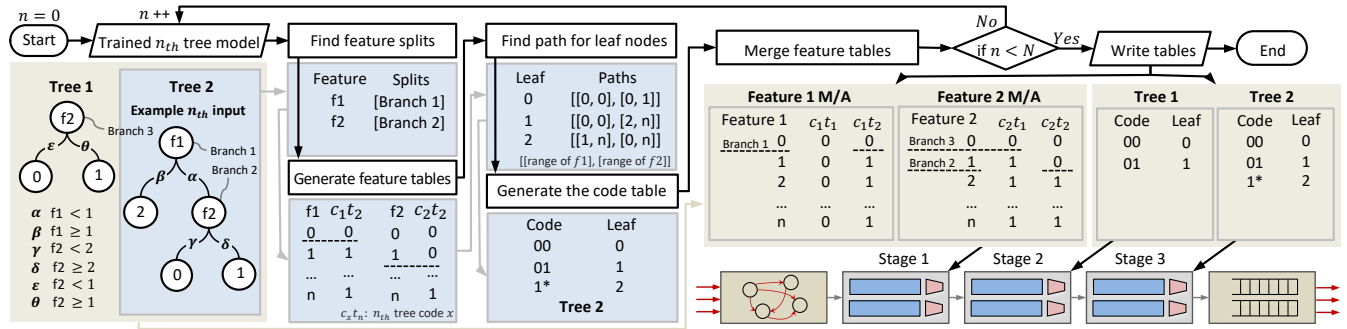 n = 0
n ++
No
Start
Trained n_th tree model
Find feature splits
Find path for leaf nodes
Merge feature tables
if n < N
Yes
Write tables
End
Tree 1
f2
Branch 3
ε
θ
0
1
α f1 < 1
β f1 ≥ 1
γ f2 < 2
δ f2 ≥ 2
ε f2 < 1
θ f2 ≥ 1
Tree 2
Example n_th input
f1
Branch 1
Branch 2
β
α
2
f2
γ
δ
0
1
Feature Splits
f1 [Branch 1]
f2 [Branch 2]
Generate feature tables
f1 c₁t₂ f2 c₂t₂
0 0 0 0
1 1 1 0
... ... ... ...
n 1 n 1
c_x t_n: n_th tree code x
Leaf Paths
0 [[0, 0], [0, 1]]
1 [[0, 0], [2, n]]
2 [[1, n], [0, n]]
[[range of f1], [range of f2]]
Generate the code table
Code Leaf
00 0
01 1
1* 2
Tree 2
Feature 1 M/A
Feature 1 c₁t₁ c₁t₂
Branch 1 0 0 0
1 0 1
2 0 1
... ... ...
n 0 1
Feature 2 M/A
Feature 2 c₂t₁ c₂t₂
Branch 3 0 0 0
Branch 2 1 1 0
2 1 1
... ... ...
n 1 1
Tree 1
Code Leaf
00 0
01 1
Tree 2
Code Leaf
00 0
01 1
1* 2
Stage 1
Stage 2
Stage 3